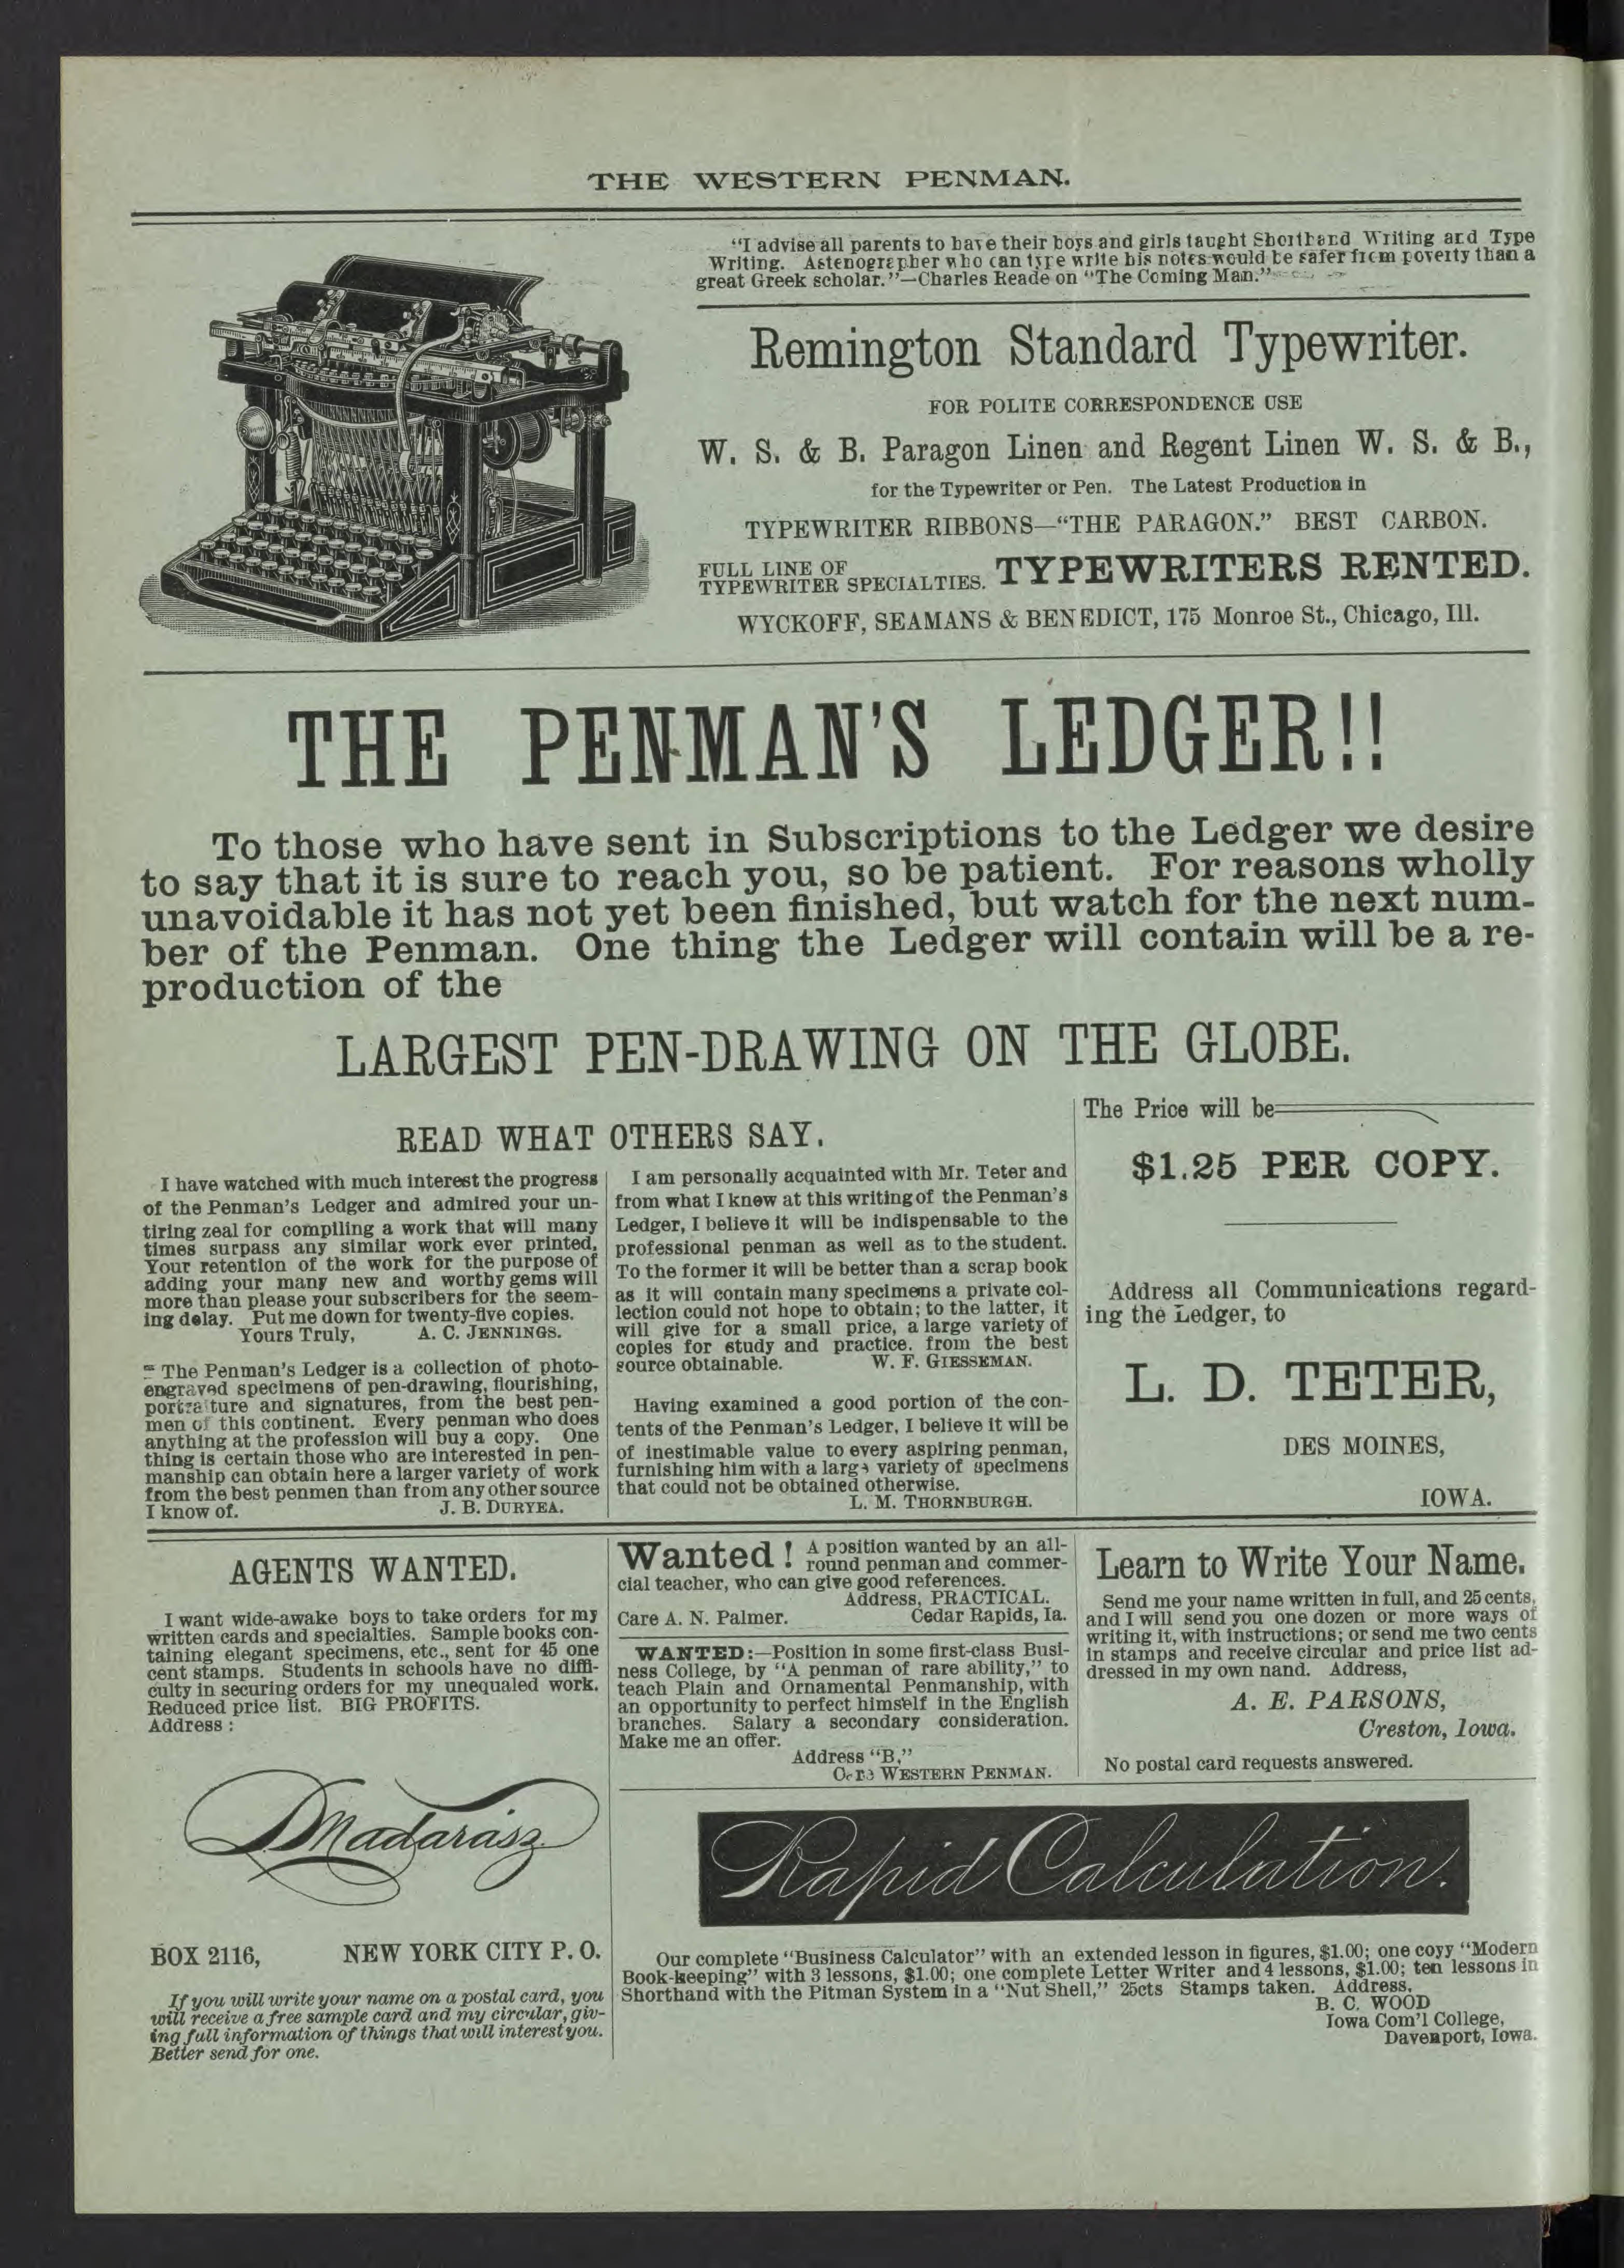 THE WESTERN PENMAN.
"I advise all parents to have their boys and girls taught Shorthand Writing and Type
Writing. A stenographer who can type write his notes would be safer from poverty than a
great Greek scholar."—Charles Reade on "The Coming Man."
Remington Standard Typewriter.
FOR POLITE CORRESPONDENCE USE
W. S. & B. Paragon Linen and Regent Linen W. S. & B.,
for the Typewriter or Pen. The Latest Production in
TYPEWRITER RIBBONS—"THE PARAGON." BEST CARBON.
FULL LINE OF
TYPEWRITER SPECIALTIES. TYPEWRITERS RENTED.
WYCKOFF, SEAMANS & BENEDICT, 175 Monroe St., Chicago, Ill.
THE PENMAN'S LEDGER!!
To those who have sent in Subscriptions to the Ledger we desire
to say that it is sure to reach you, so be patient. For reasons wholly
unavoidable it has not yet been finished, but watch for the next num-
ber of the Penman. One thing the Ledger will contain will be a re-
production of the
LARGEST PEN-DRAWING ON THE GLOBE.
READ WHAT OTHERS SAY.
I have watched with much interest the progress
of the Penman's Ledger and admired your un-
tiring zeal for compiling a work that will many
times surpass any similar work ever printed,
Your retention of the work for the purpose of
adding your many new and worthy gems will
more than please your subscribers for the seem-
ing delay. Put me down for twenty-five copies.
Yours Truly, A. C. JENNINGS.
The Penman's Ledger is a collection of photo-
engraved specimens of pen-drawing, flourishing,
portraiture and signatures, from the best pen-
men of this continent. Every penman who does
anything at the profession will buy a copy. One
thing is certain those who are interested in pen-
manship can obtain here a larger variety of work
from the best penmen than from any other source
I know of. J. B. DURYEA.
I am personally acquainted with Mr. Teter and
from what I know at this writing of the Penman's
Ledger, I believe it will be indispensable to the
professional penman as well as to the student.
To the former it will be better than a scrap book
as it will contain many specimens a private col-
lection could not hope to obtain; to the latter, it
will give for a small price, a large variety of
copies for study and practice. from the best
source obtainable. W. F. GIESSEMAN.
Having examined a good portion of the con-
tents of the Penman's Ledger, I believe it will be
of inestimable value to every aspiring penman,
furnishing him with a large variety of specimens
that could not be obtained otherwise.
L. M. THORNBURGH.
The Price will be
$1.25 PER COPY.
Address all Communications regard-
ing the Ledger, to
L. D. TETER,
DES MOINES,
IOWA.
AGENTS WANTED.
I want wide-awake boys to take orders for my
written cards and specialties. Sample books con-
taining elegant specimens, etc., sent for 45 one
cent stamps. Students in schools have no diffi-
culty in securing orders for my unequaled work.
Reduced price list. BIG PROFITS.
Address:
Madarasz
BOX 2116, NEW YORK CITY P. O.
If you will write your name on a postal card, you
will receive a free sample card and my circular, giv-
ing full information of things that will interest you.
Better send for one.
Wanted! A position wanted by an all-
round penman and commer-
cial teacher, who can give good references.
Address, PRACTICAL.
Care A. N. Palmer. Cedar Rapids, Ia.
WANTED:—Position in some first-class Busi-
ness College, by "A penman of rare ability," to
teach Plain and Ornamental Penmanship, with
an opportunity to perfect himself in the English
branches. Salary a secondary consideration.
Make me an offer.
Address "B,"
WESTERN PENMAN.
Learn to Write Your Name.
Send me your name written in full, and 25 cents,
and I will send you one dozen or more ways of
writing it, with instructions; or send me two cents
in stamps and receive circular and price list ad-
dressed in my own nand. Address,
A. E. PARSONS,
Creston, Iowa.
No postal card requests answered.
Rapid Calculation.
Our complete "Business Calculator" with an extended lesson in figures, $1.00; one coyy "Modern
Book-keeping" with 3 lessons, $1.00; one complete Letter Writer and 4 lessons, $1.00; ten lessons in
Shorthand with the Pitman System in a "Nut Shell," 25cts Stamps taken. Address,
B. C. WOOD
Iowa Com'l College,
Davenport, Iowa.